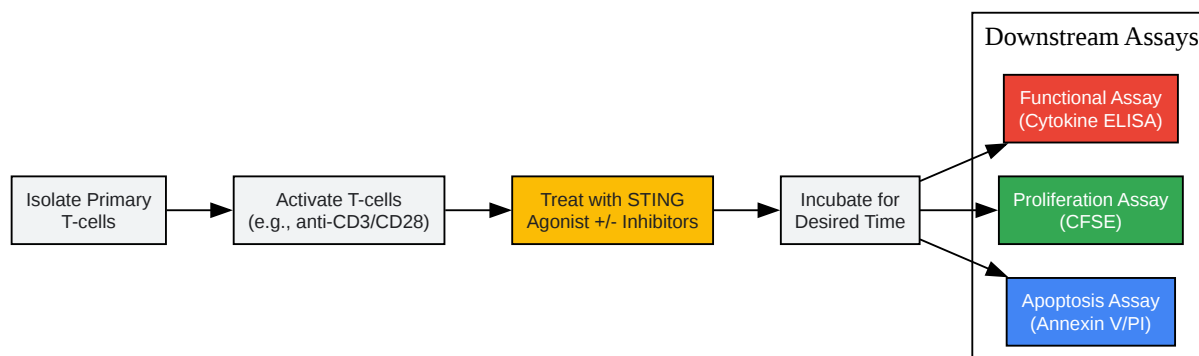 Downstream Assays
Functional Assay
(Cytokine ELISA)
Isolate Primary
T-cells
Activate T-cells
(e.g., anti-CD3/CD28)
Treat with STING
Agonist +/- Inhibitors
Incubate for
Desired Time
Proliferation Assay
(CFSE)
Apoptosis Assay
(Annexin V/PI)